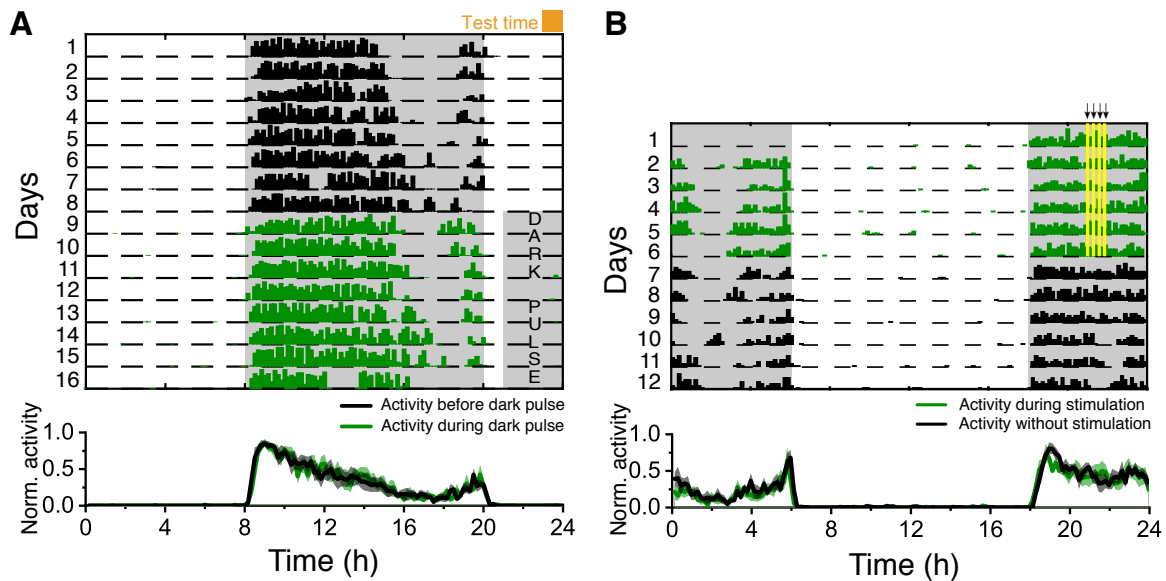 A
Test time
B
Days
1
2
3
4
5
6
7
8
9
10
11
12
13
14
15
16
DARK
PULSE
Activity before dark pulse
Activity during dark pulse
Norm. activity
1.0
0.5
0.0
0 4 8 12 16 20 24
Time (h)
Days
1
2
3
4
5
6
7
8
9
10
11
12
Activity during stimulation
Activity without stimulation
Norm. activity
1.0
0.5
0.0
0 4 8 12 16 20 24
Time (h)